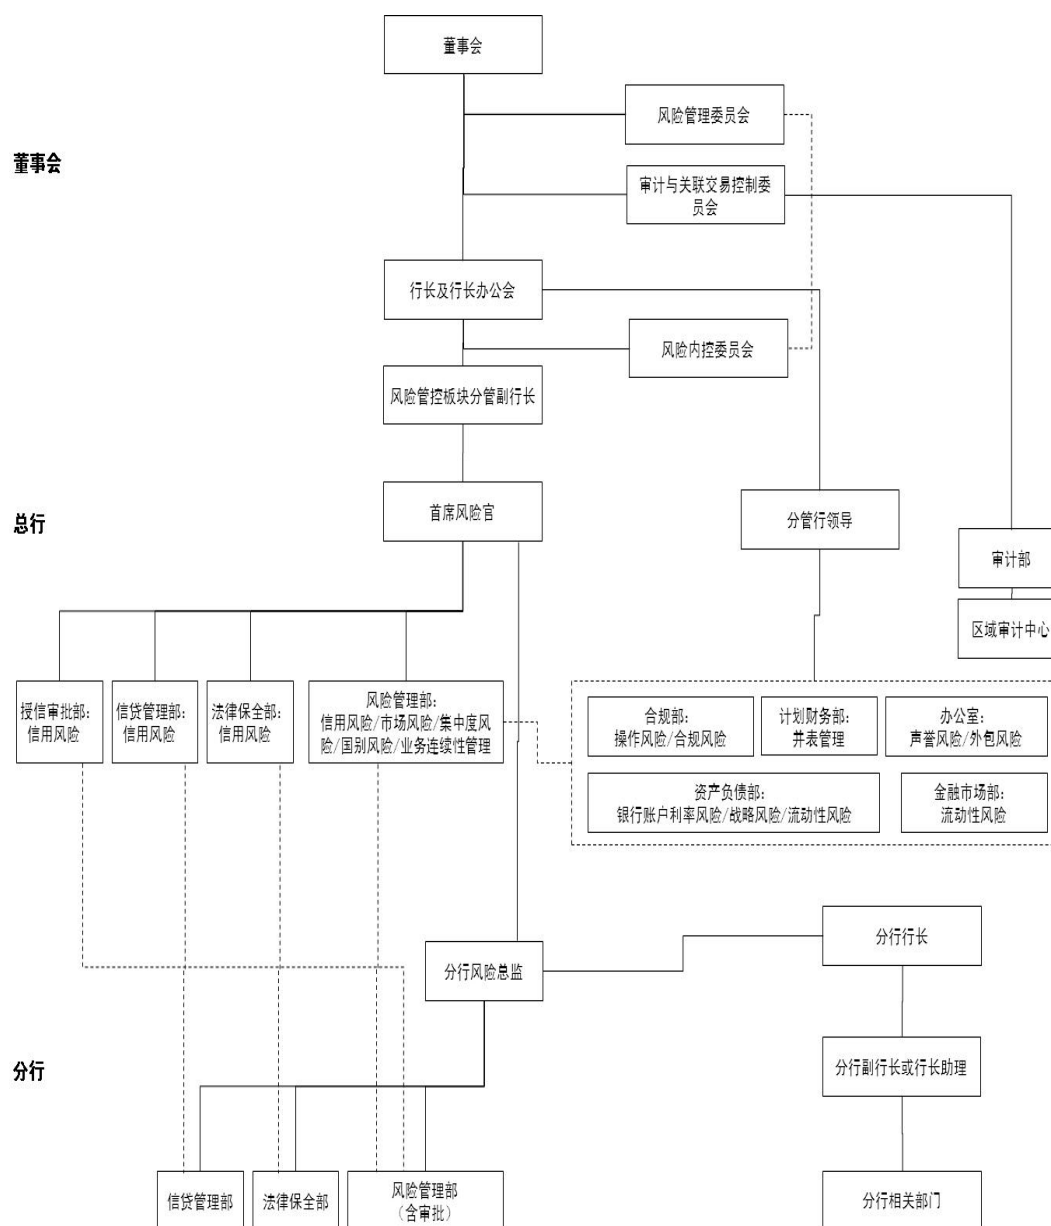 董事会
风险管理委员会
董事会
审计与关联交易控制委
员会
行长及行长办公会
风险内控委员会
风险管控板块分管副行长
首席风险官
分管行领导
总行
审计部
区域审计中心
授信审批部：
信用风险
信贷管理部：
信用风险
法律保全部：
信用风险
风险管理部：
信用风险/市场风险/集中度风
险/国别风险/业务连续性管理
合规部：
操作风险/合规风险
计划财务部：
并表管理
办公室：
声誉风险/外包风险
资产负债部：
银行账户利率风险/战略风险/流动性风险
金融市场部：
流动性风险
分行行长
分行风险总监
分行
分行副行长或行长助理
信贷管理部
法律保全部
风险管理部
（含审批）
分行相关部门